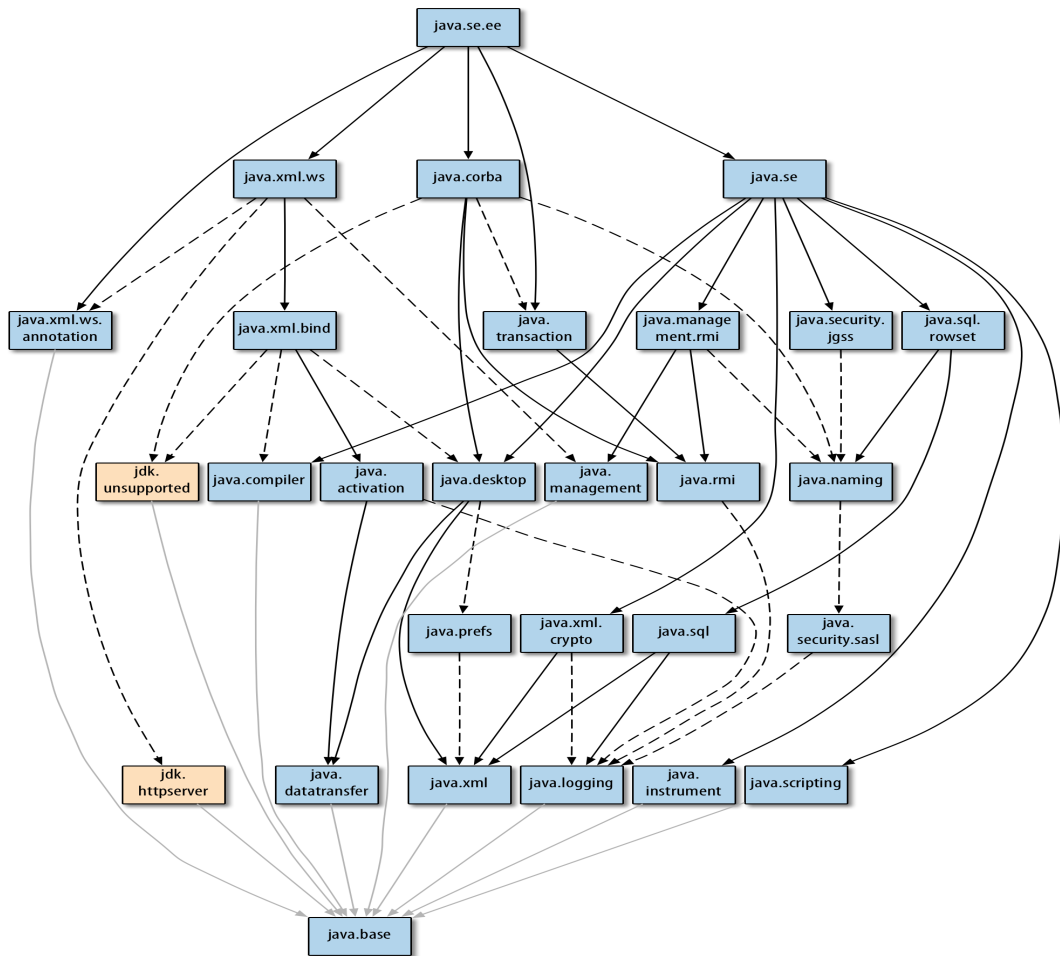 java.se.ee
java.xml.ws
java.corba
java.se
java.xml.ws.
annotation
java.xml.bind
java.
transaction
java.manage
ment.rmi
java.security.
jgss
java.sql.
rowset
jdk.
unsupported
java.compiler
java.
activation
java.desktop
java.
management
java.rmi
java.naming
java.prefs
java.xml.
crypto
java.sql
java.
security.sasl
jdk.
httpserver
java.
datatransfer
java.xml
java.logging
java.
instrument
java.scripting
java.base